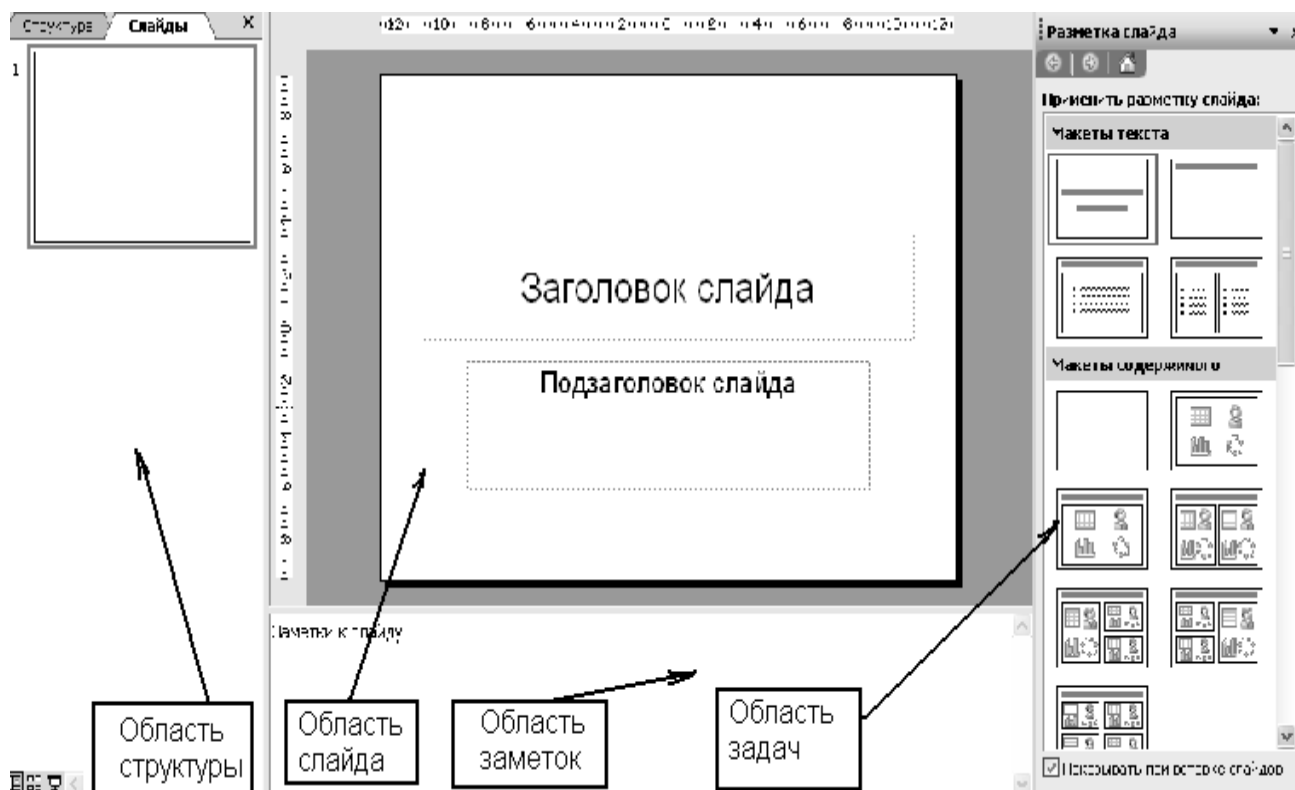 Структура
Слайды
1
Разметка слайда
Применить разметку слайда:
Макеты текста
Заголовок слайда
Подзаголовок слайда
Макеты содержимого
Заметки к слайду
Область
структуры
Область
слайда
Область
заметок
Область
задач
Показывать при вставке слайдов